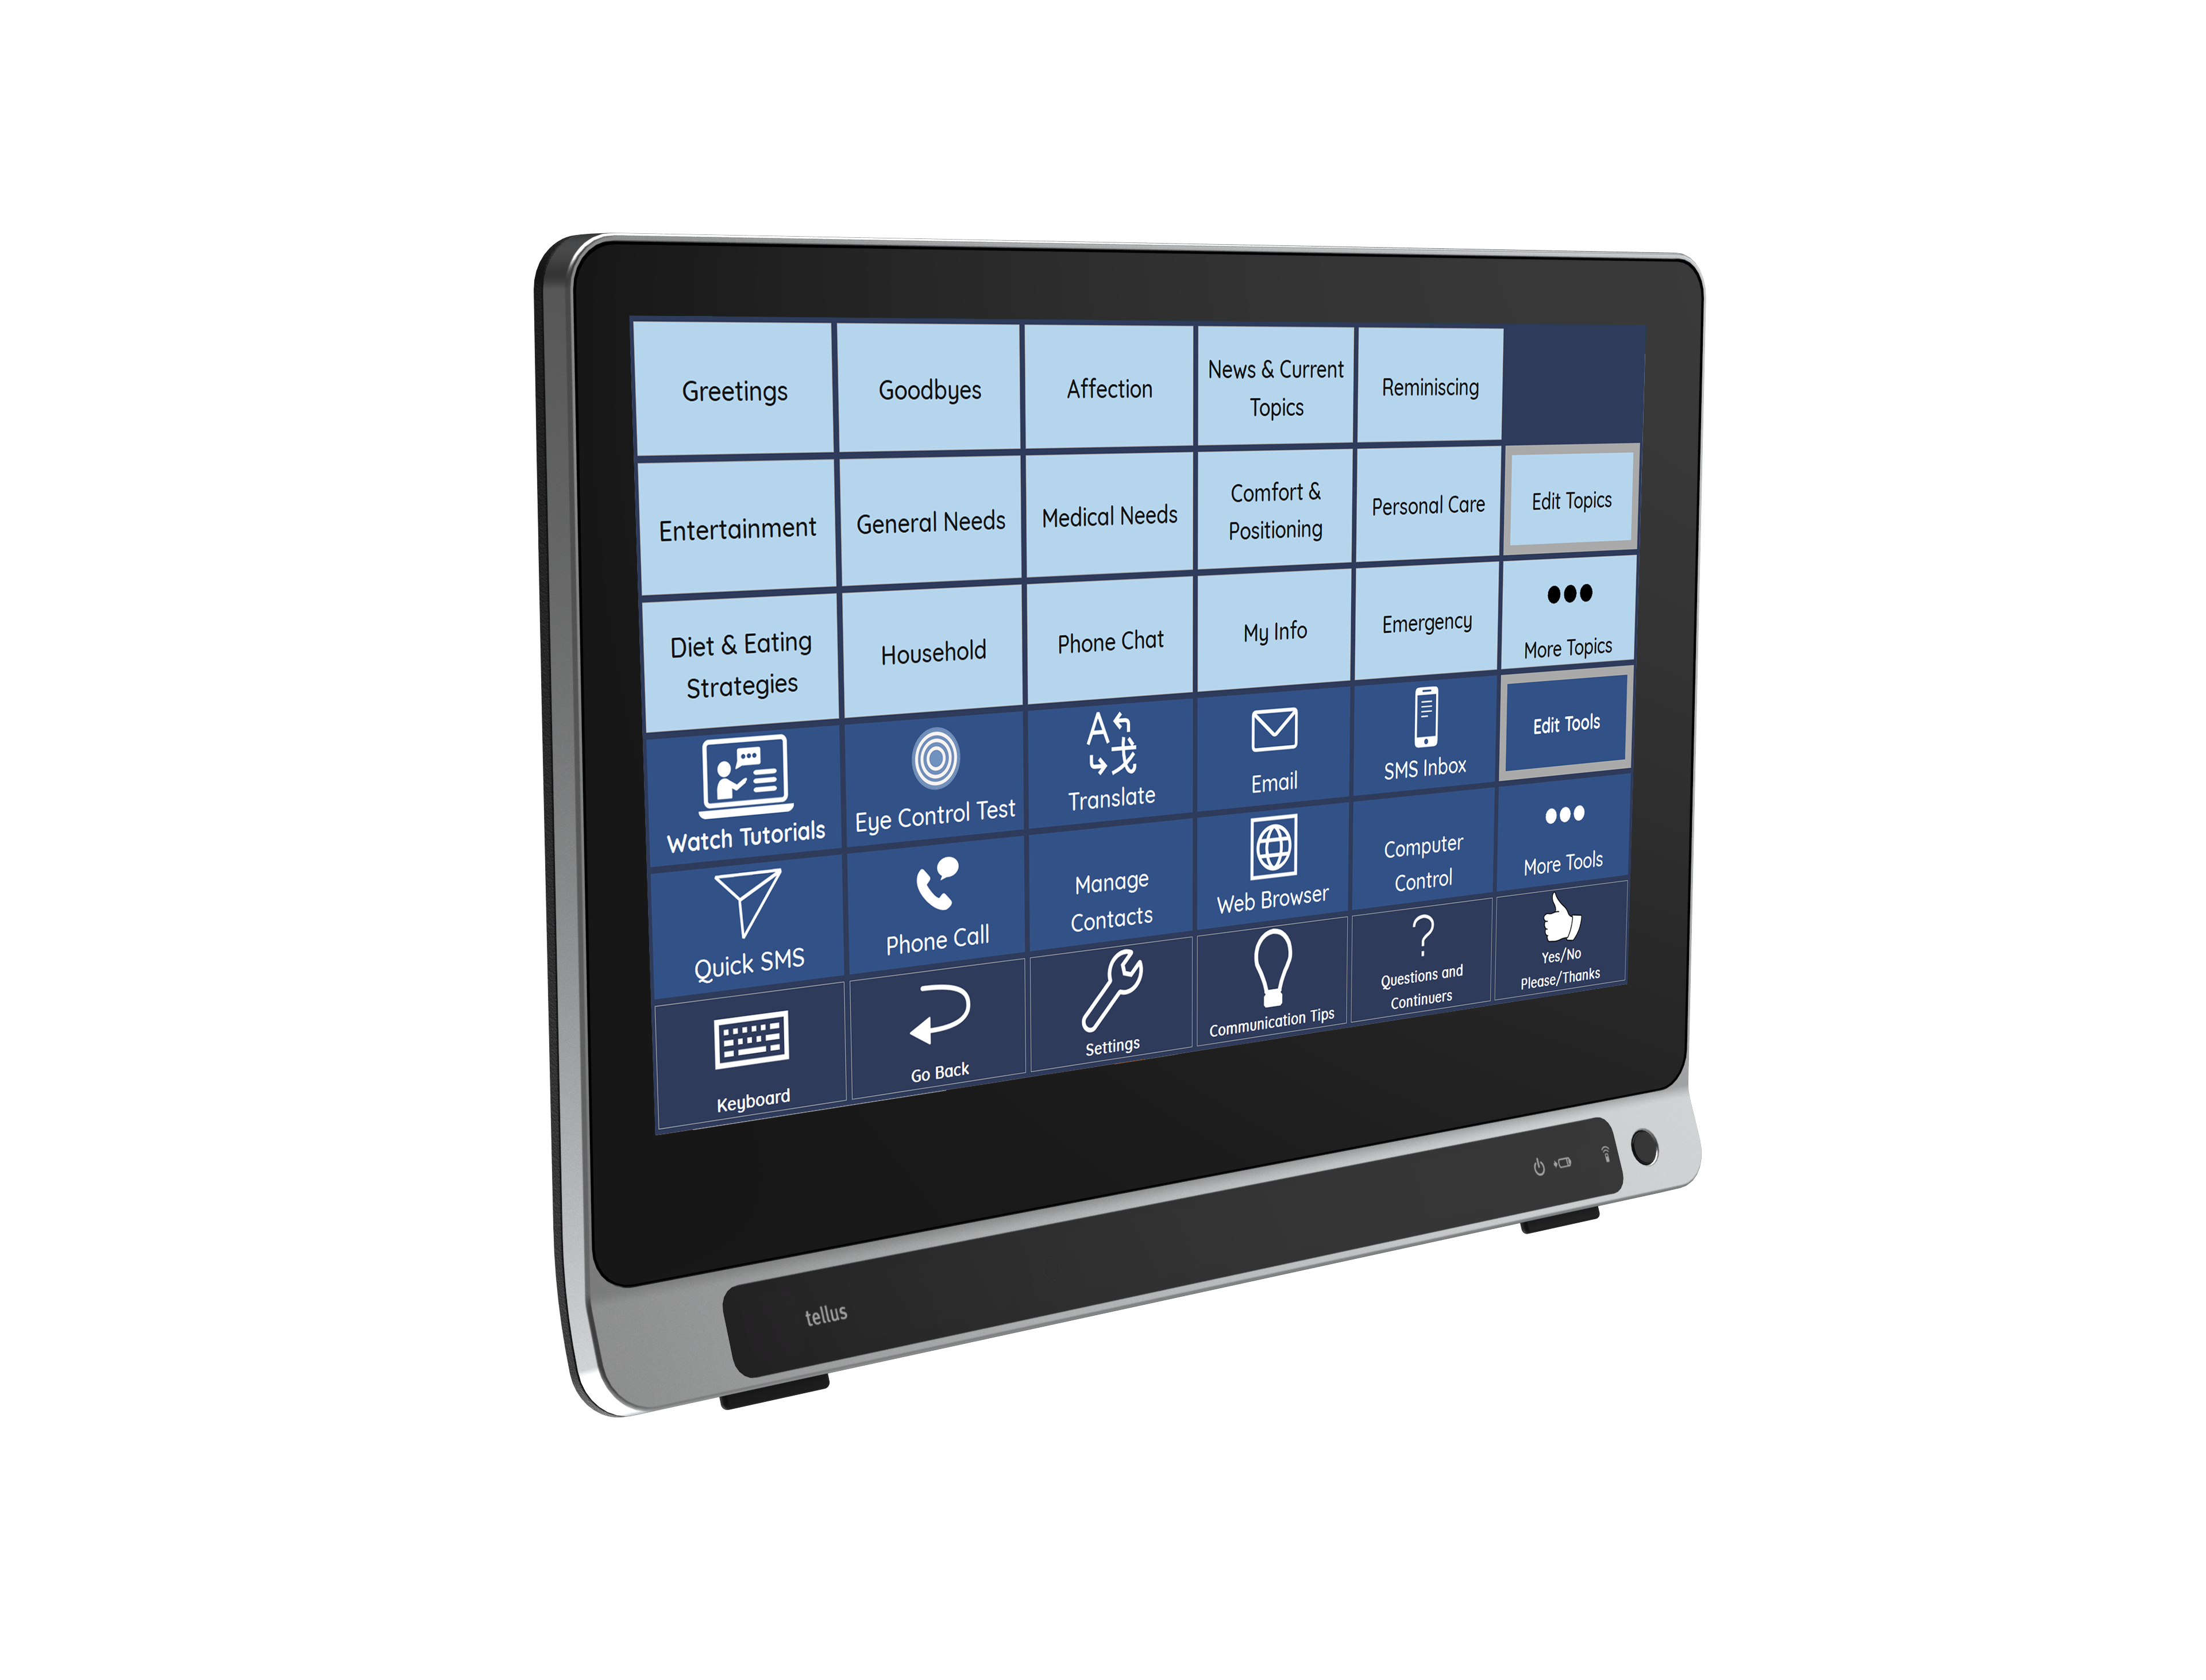 Greetings
Goodbyes
Affection
News & Current
Topics
Reminiscing
Entertainment
General Needs
Medical Needs
Comfort &
Positioning
Personal Care
Edit Topics
Diet & Eating
Strategies
Household
Phone Chat
My Info
Emergency
More Topics
Watch Tutorials
Eye Control Test
Translate
Email
SMS Inbox
Edit Tools
Quick SMS
Phone Call
Manage
Contacts
Web Browser
Computer
Control
More Tools
Keyboard
Go Back
Settings
Communication Tips
Questions and
Continuers
Yes/No
Please/Thanks
tellus